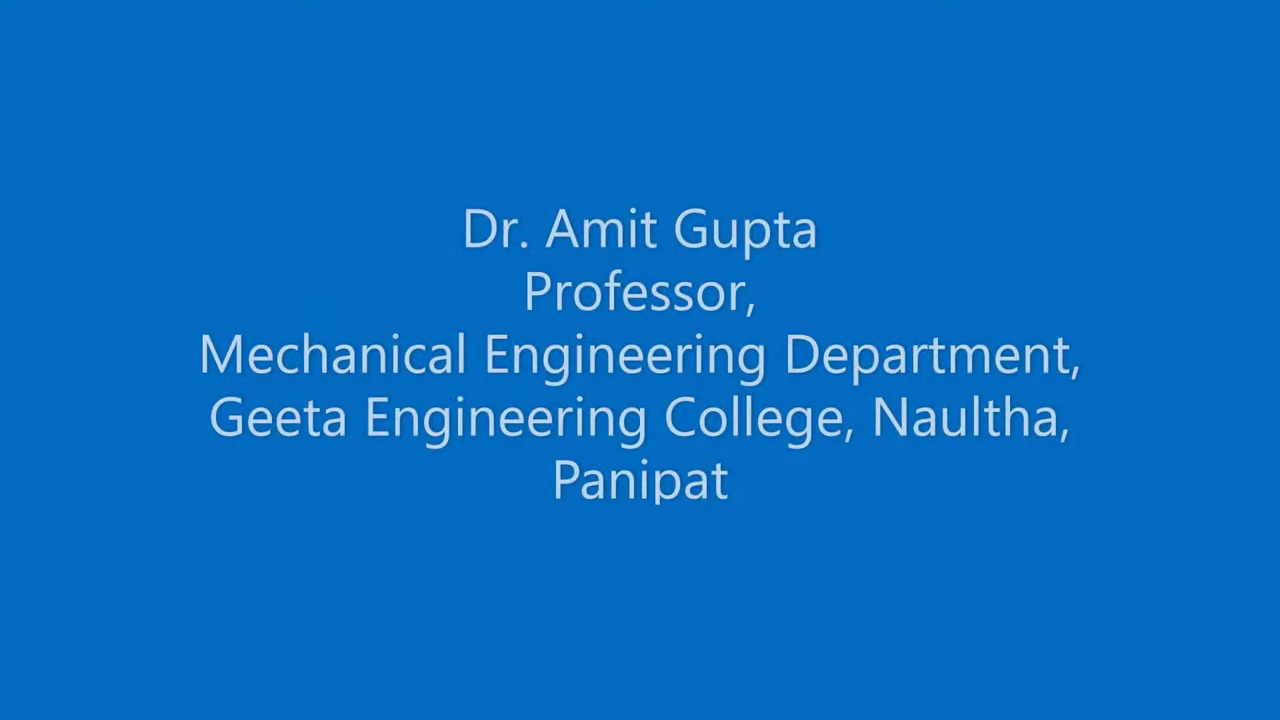 Dr. Amit Gupta
Professor,
Mechanical Engineering Department,
Geeta Engineering College, Naultha,
Panipat